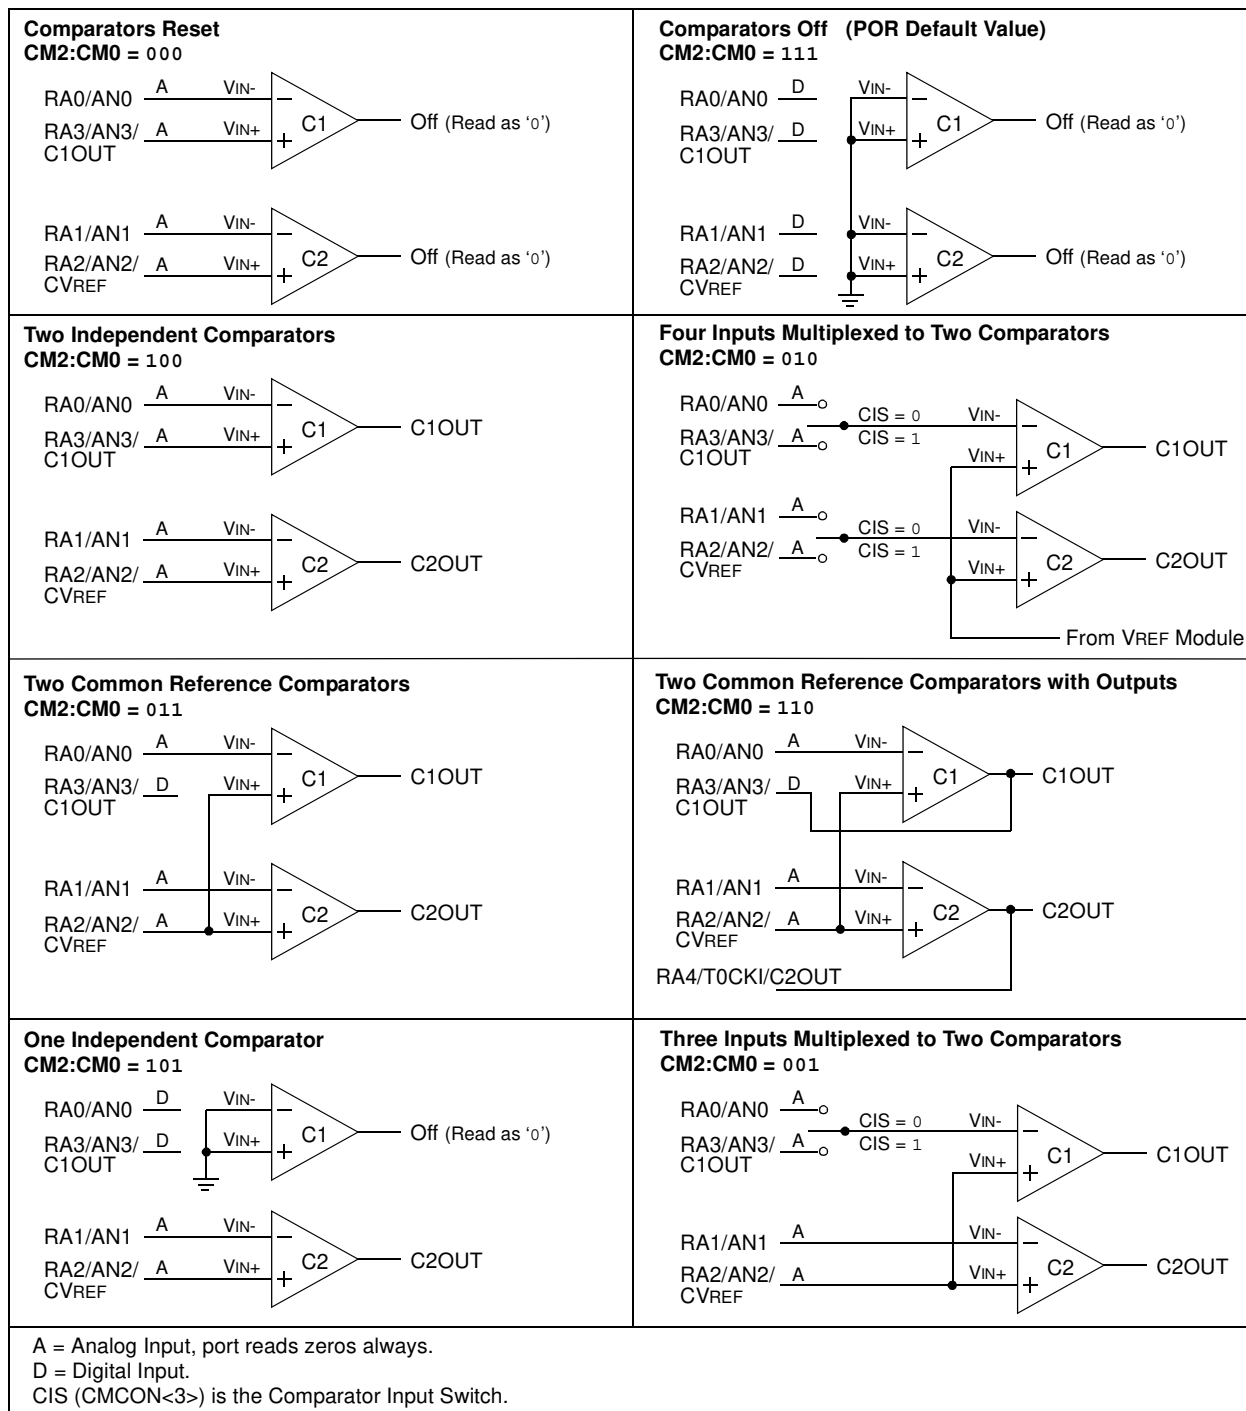 Comparators Reset
CM2:CM0 = 000
RA0/AN0 A VIN-
RA3/AN3/ A VIN+
C1OUT
C1
Off (Read as ‘0’)
RA1/AN1 A VIN-
RA2/AN2/ A VIN+
CVREF
C2
Off (Read as ‘0’)
Comparators Off (POR Default Value)
CM2:CM0 = 111
RA0/AN0 D VIN-
RA3/AN3/ D VIN+
C1OUT
C1
Off (Read as ‘0’)
RA1/AN1 D VIN-
RA2/AN2/ D VIN+
CVREF
C2
Off (Read as ‘0’)
Two Independent Comparators
CM2:CM0 = 100
RA0/AN0 A VIN-
RA3/AN3/ A VIN+
C1OUT
C1
C1OUT
RA1/AN1 A VIN-
RA2/AN2/ A VIN+
CVREF
C2
C2OUT
Four Inputs Multiplexed to Two Comparators
CM2:CM0 = 010
RA0/AN0 A
CIS = 0 VIN-
RA3/AN3/ A CIS = 1
C1OUT
VIN+
C1
C1OUT
RA1/AN1 A
CIS = 0 VIN-
RA2/AN2/ A CIS = 1
CVREF
VIN+
C2
C2OUT
From VREF Module
Two Common Reference Comparators
CM2:CM0 = 011
RA0/AN0 A VIN-
RA3/AN3/ D VIN+
C1OUT
C1
C1OUT
RA1/AN1 A VIN-
RA2/AN2/ A VIN+
CVREF
C2
C2OUT
Two Common Reference Comparators with Outputs
CM2:CM0 = 110
RA0/AN0 A VIN-
RA3/AN3/ D VIN+
C1OUT
C1
C1OUT
RA1/AN1 A VIN-
RA2/AN2/ A VIN+
CVREF
C2
C2OUT
RA4/T0CKI/C2OUT
One Independent Comparator
CM2:CM0 = 101
RA0/AN0 D VIN-
RA3/AN3/ D VIN+
C1OUT
C1
Off (Read as ‘0’)
RA1/AN1 A VIN-
RA2/AN2/ A VIN+
CVREF
C2
C2OUT
Three Inputs Multiplexed to Two Comparators
CM2:CM0 = 001
RA0/AN0 A
CIS = 0 VIN-
RA3/AN3/ A CIS = 1
C1OUT
VIN+
C1
C1OUT
RA1/AN1 A VIN-
RA2/AN2/ A VIN+
CVREF
C2
C2OUT
A = Analog Input, port reads zeros always.
D = Digital Input.
CIS (CMCON<3>) is the Comparator Input Switch.